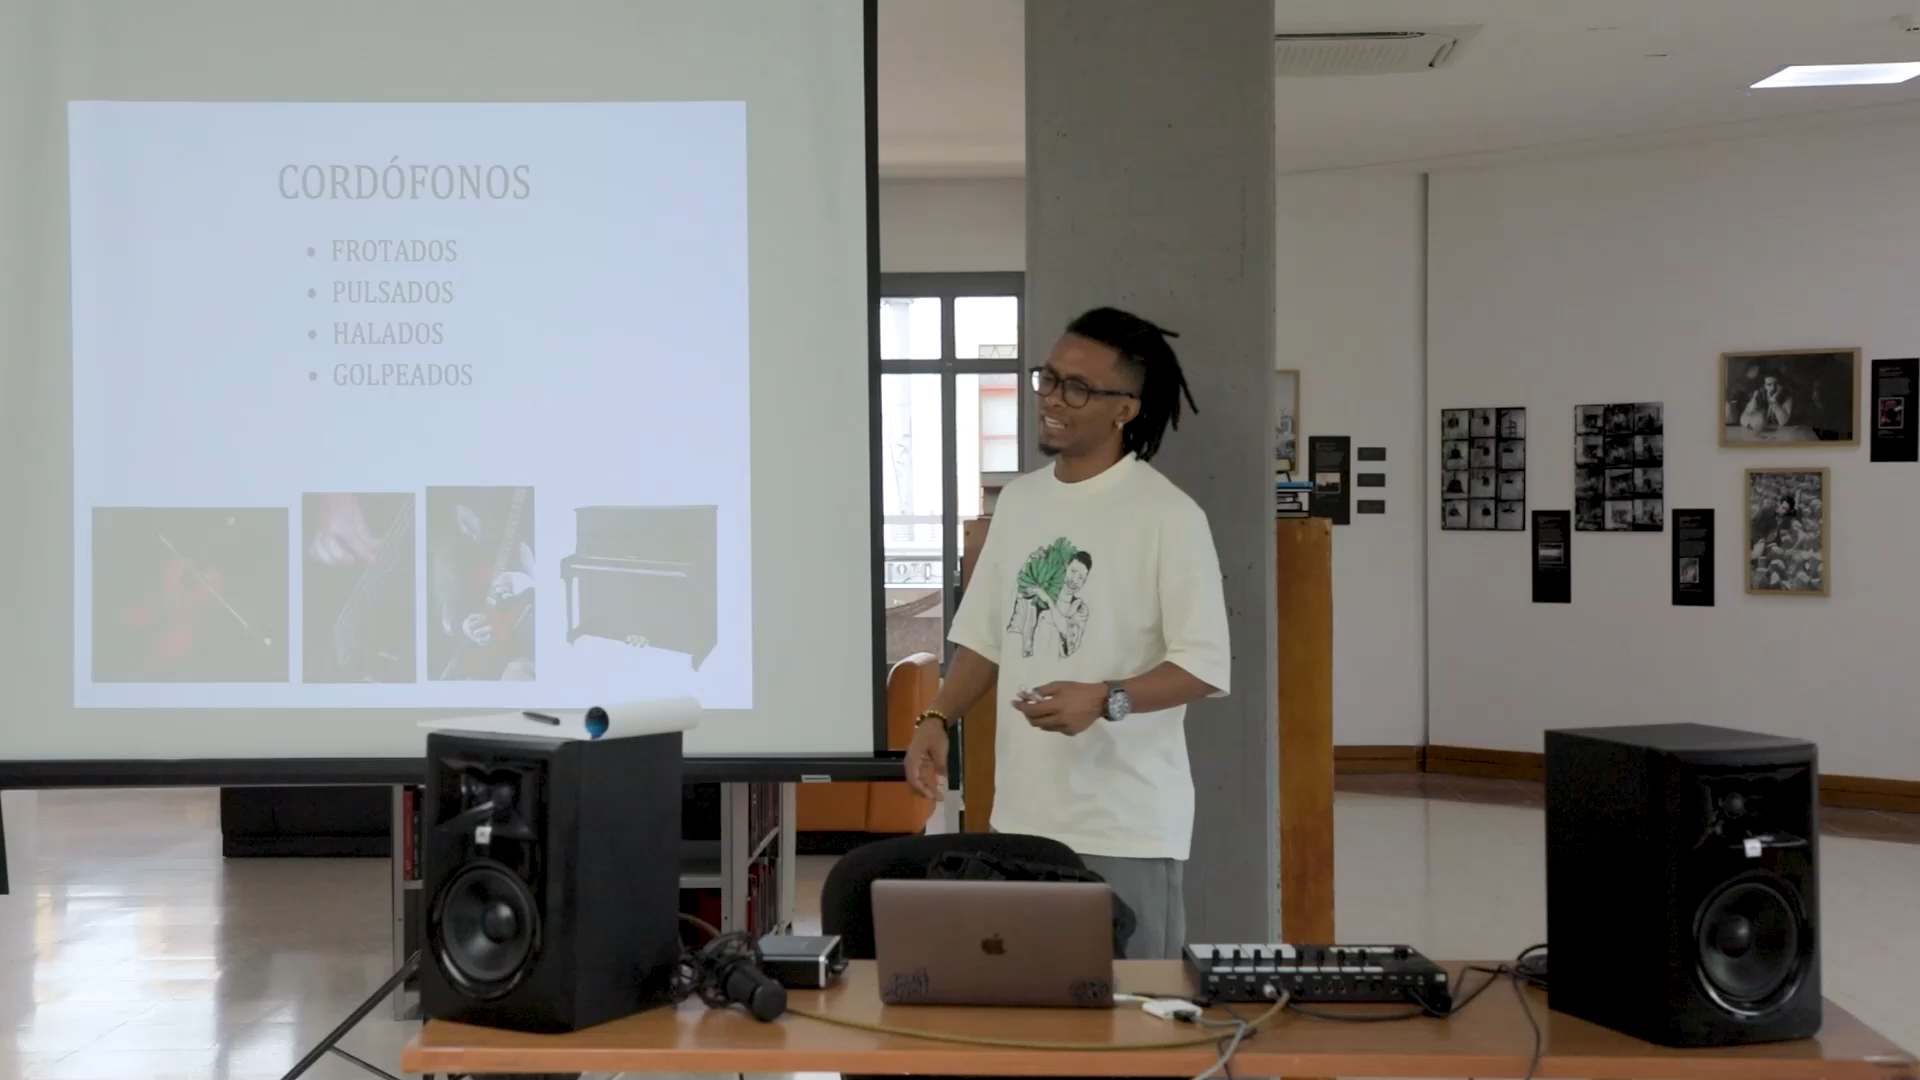 CORDÓFONOS
• FROTADOS
• PULSADOS
• HALADOS
• GOLPEADOS